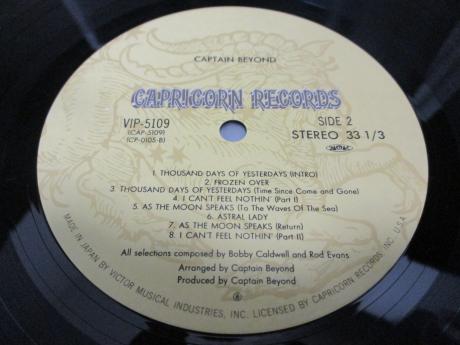 CAPTAIN BEYOND
CAPRICORN RECORDS
VIP-5109
(CAP-5109)
(CP-0105-B)
SIDE 2
STEREO 33 1/3
1. THOUSAND DAYS OF YESTERDAYS (INTRO)
2. FROZEN OVER
3. THOUSAND DAYS OF YESTERDAYS (Time Since Come and Gone)
4. I CAN'T FEEL NOTHIN' (Part I)
5. AS THE MOON SPEAKS (To The Waves Of The Sea)
6. ASTRAL LADY
7. AS THE MOON SPEAKS (Return)
8. I CAN'T FEEL NOTHIN' (Part II)
All selections composed by Bobby Caldwell and Rod Evans
Arranged by Captain Beyond
Produced by Captain Beyond
MADE IN JAPAN BY VICTOR MUSICAL INDUSTRIES, INC. LICENSED BY CAPRICORN RECORDS INC. U.S.A.